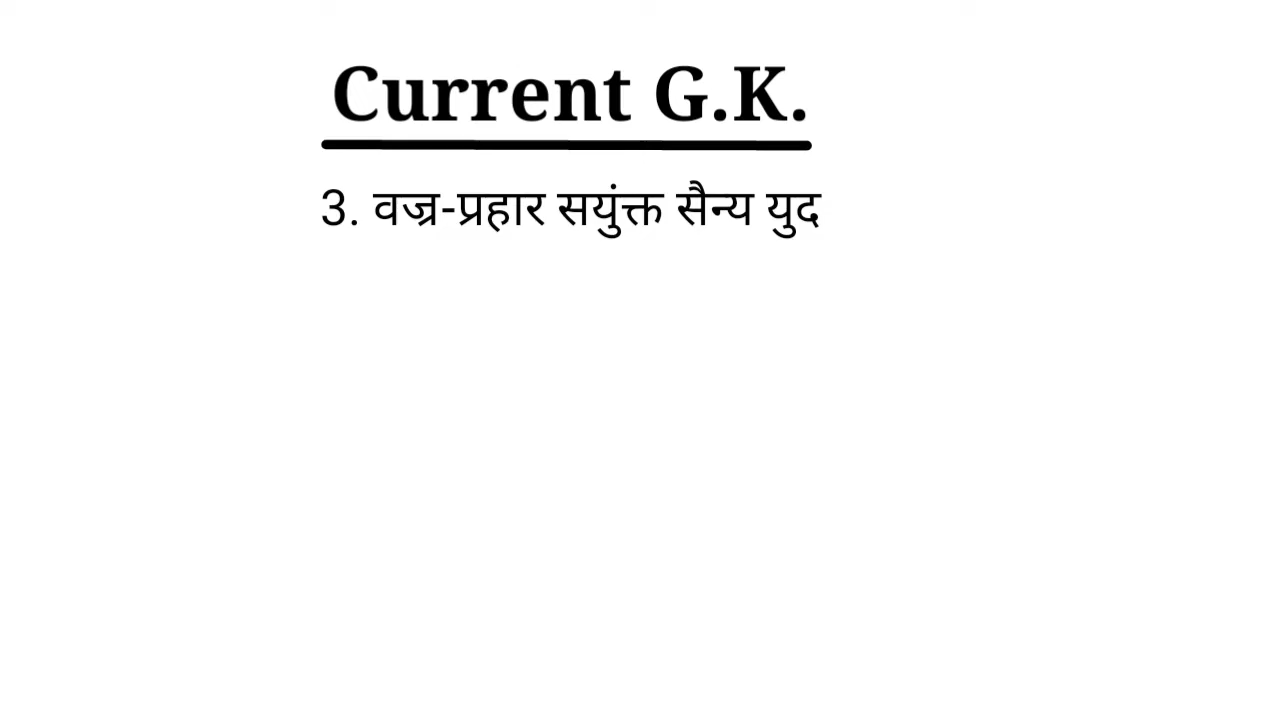 Current G.K.
3. वज्र-प्रहार सयुंक्त सैन्य युद